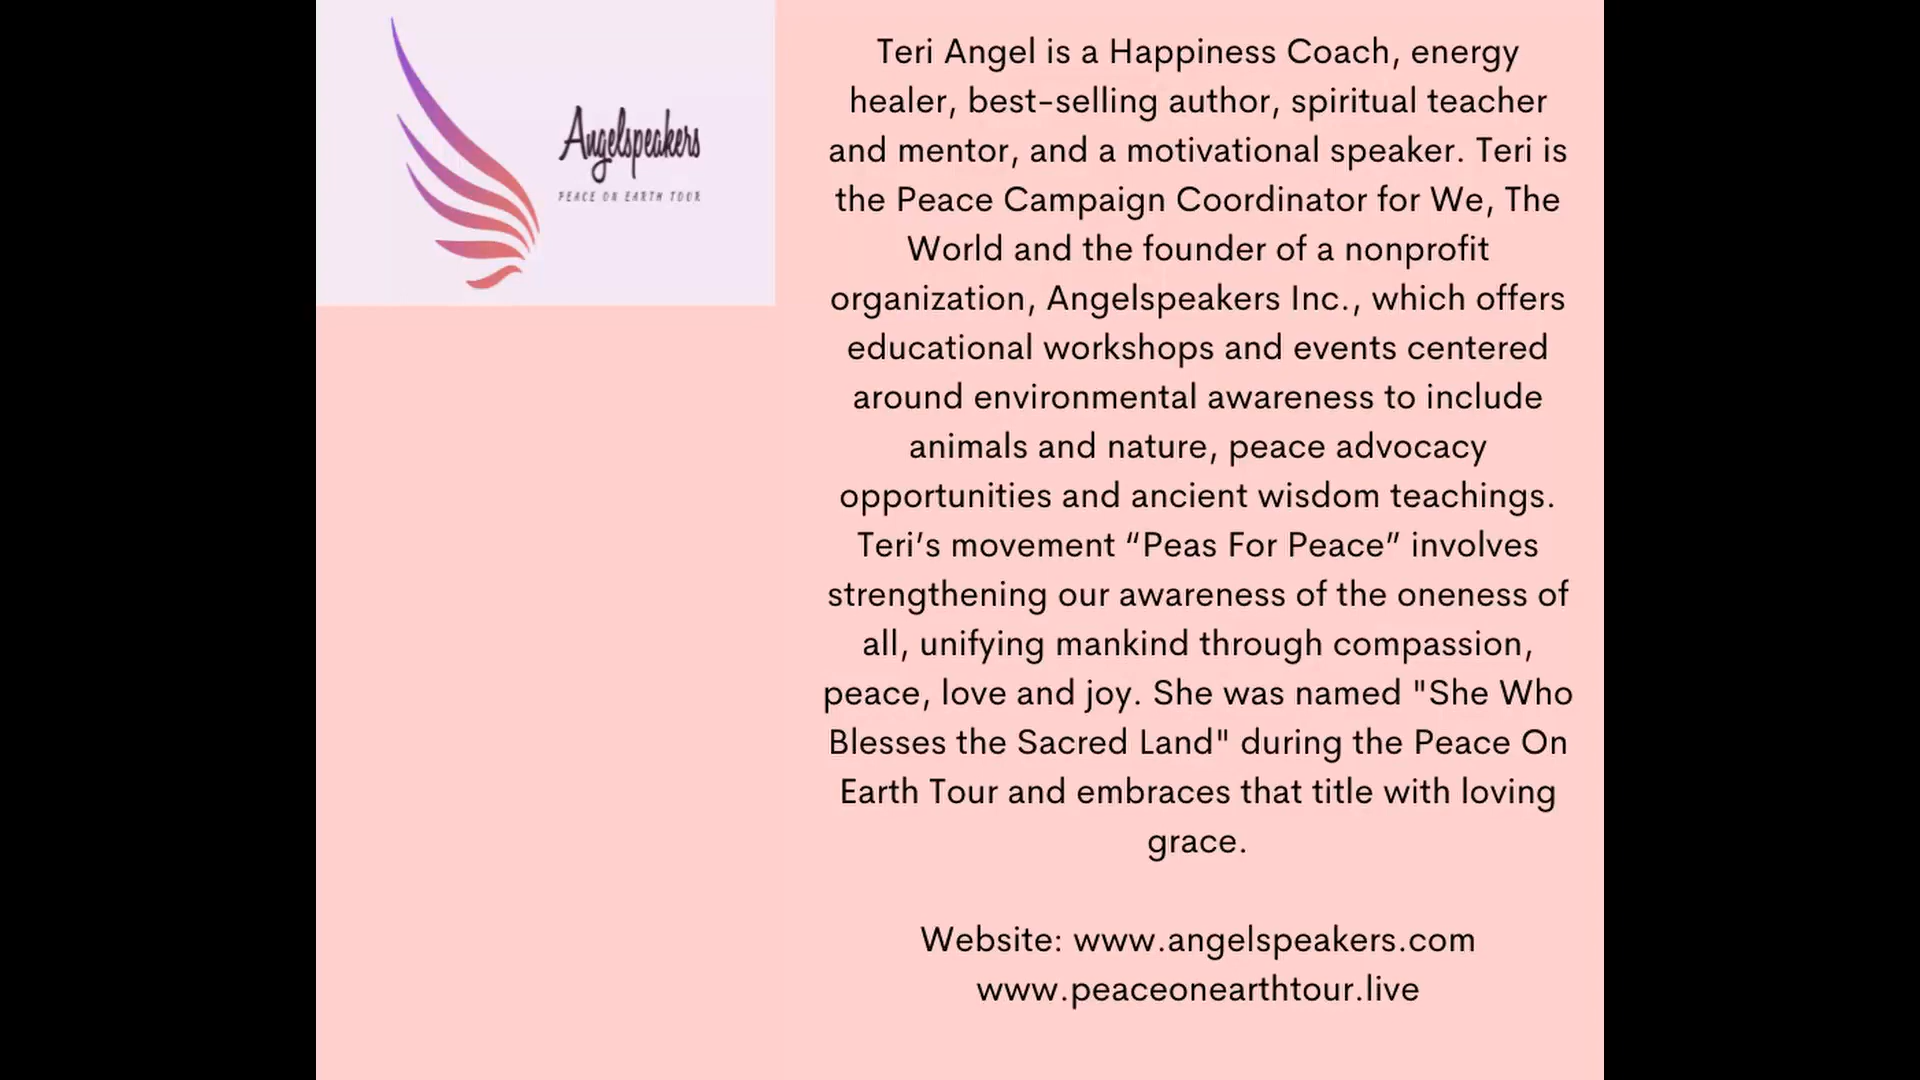 Angelspeakers
PEACE ON EARTH TOUR
Teri Angel is a Happiness Coach, energy
healer, best-selling author, spiritual teacher
and mentor, and a motivational speaker. Teri is
the Peace Campaign Coordinator for We, The
World and the founder of a nonprofit
organization, Angelspeakers Inc., which offers
educational workshops and events centered
around environmental awareness to include
animals and nature, peace advocacy
opportunities and ancient wisdom teachings.
Teri’s movement “Peas For Peace” involves
strengthening our awareness of the oneness of
all, unifying mankind through compassion,
peace, love and joy. She was named "She Who
Blesses the Sacred Land" during the Peace On
Earth Tour and embraces that title with loving
grace.
Website: www.angelspeakers.com
www.peaceonearthtour.live